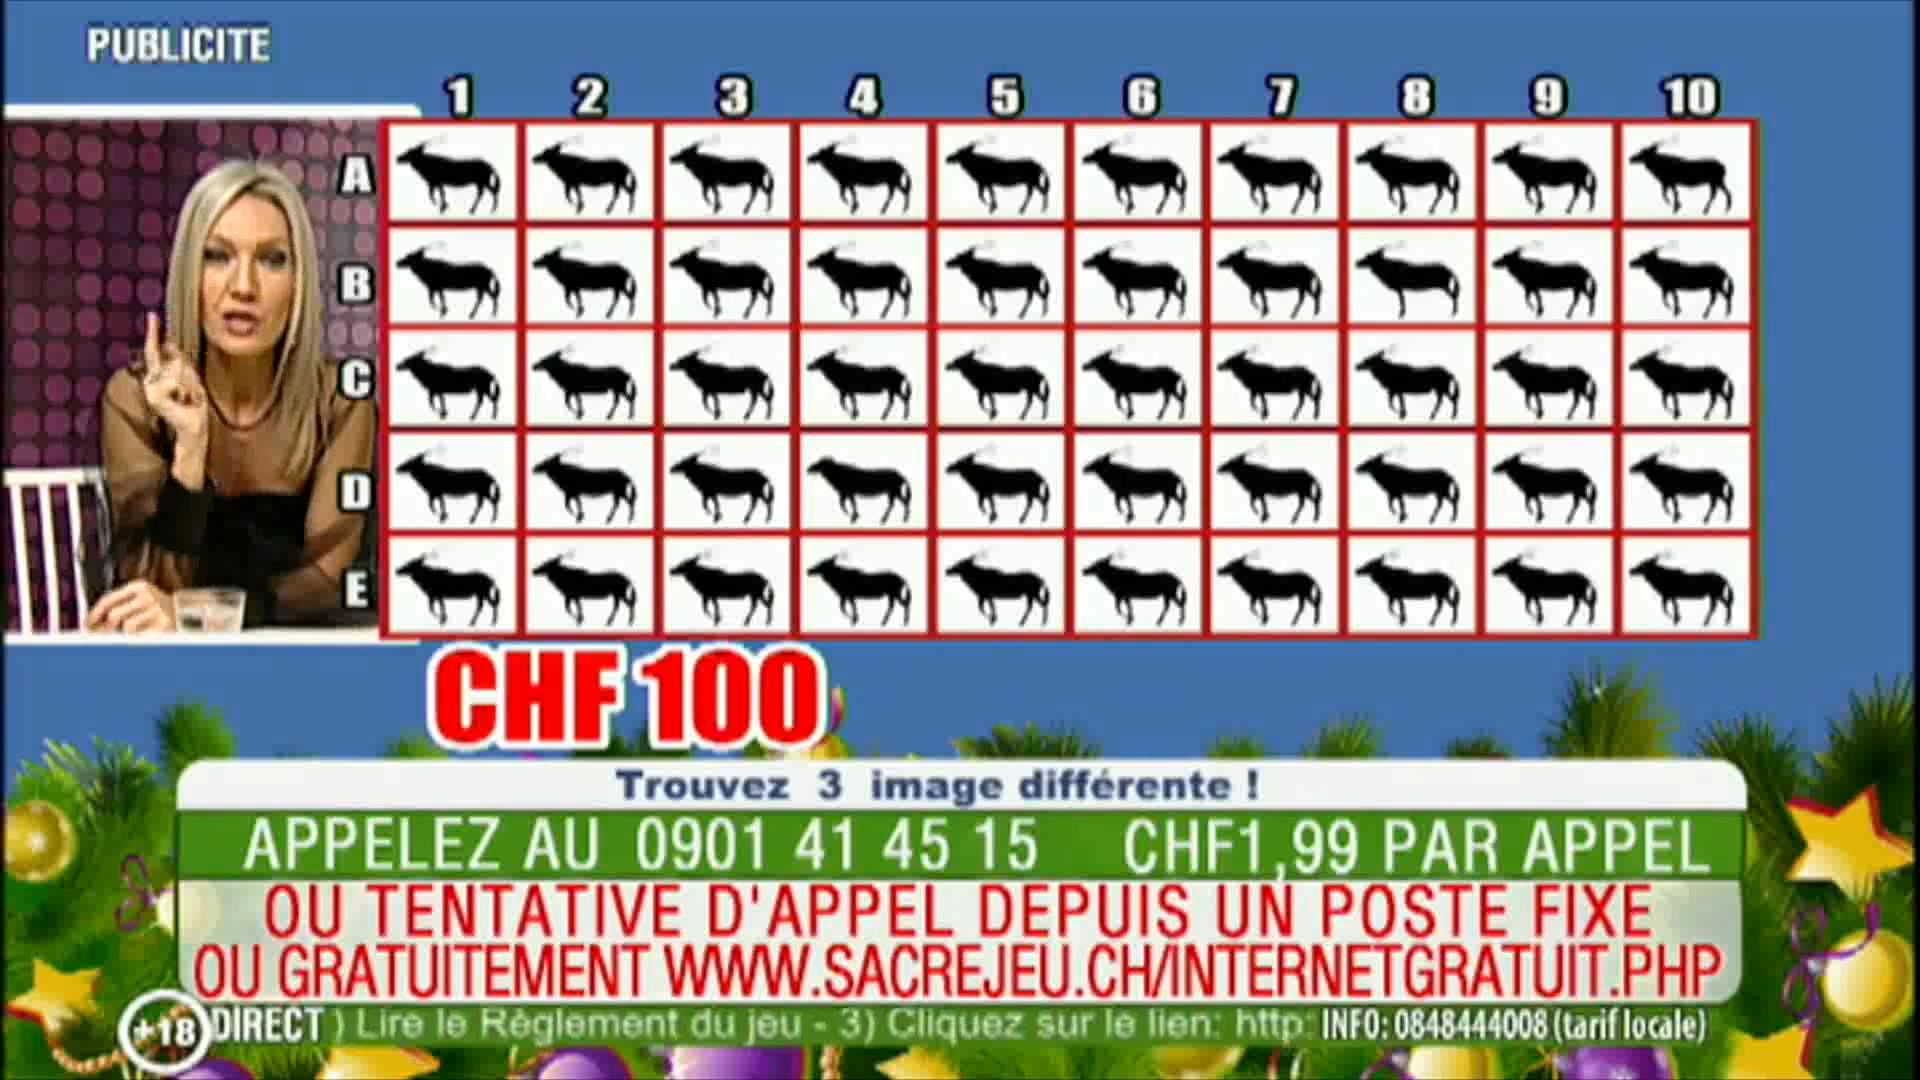 PUBLICITE
1 2 3 4 5 6 7 8 9 10
A
B
C
D
E
CHF 100
Trouvez 3 image différente !
APPELEZ AU 0901 41 45 15 CHF1,99 PAR APPEL
OU TENTATIVE D'APPEL DEPUIS UN POSTE FIXE
OU GRATUITEMENT WWW.SACREJEU.CH/INTERNETGRATUIT.PHP
+18 DIRECT ) Lire le Règlement du jeu - 3) Cliquez sur le lien: http: INFO: 0848444008 (tarif locale)